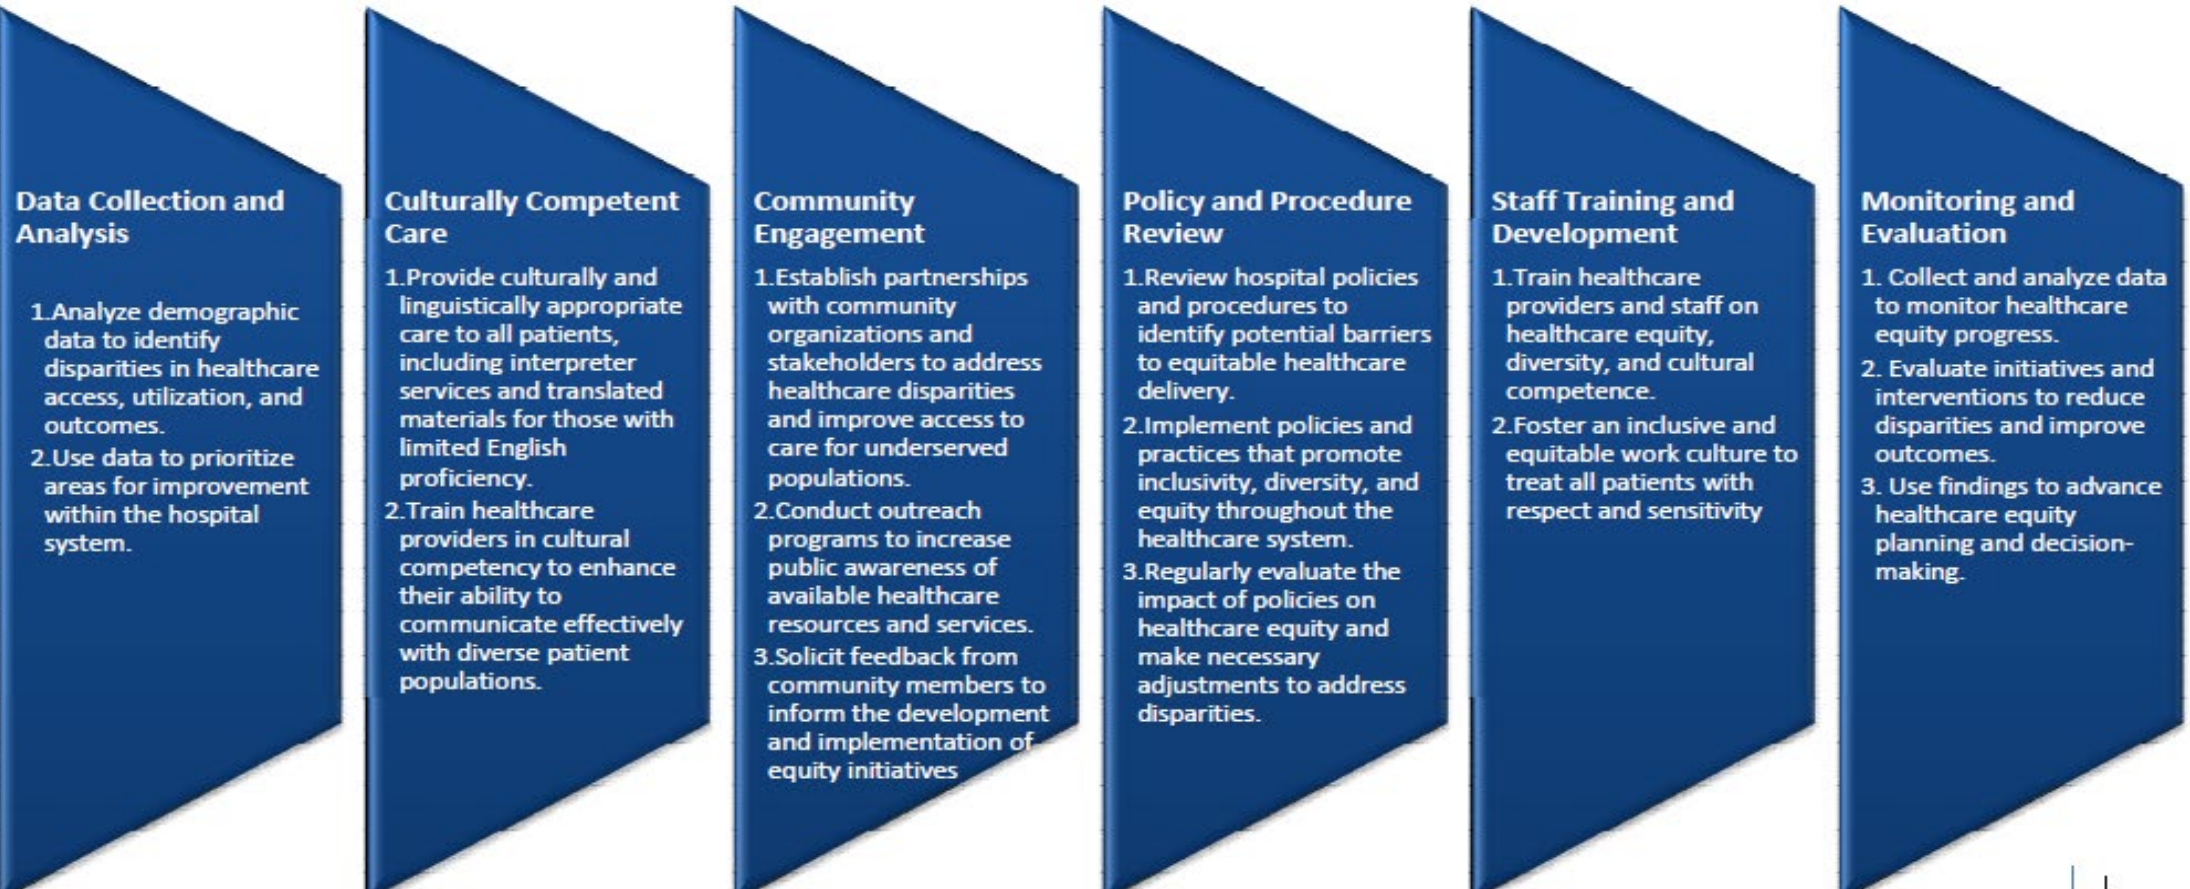 Data Collection and
Analysis
1.Analyze demographic
data to identify
disparities in healthcare
access, utilization, and
outcomes.
2.Use data to prioritize
areas for improvement
within the hospital
system.
Culturally Competent
Care
1.Provide culturally and
linguistically appropriate
care to all patients,
including interpreter
services and translated
materials for those with
limited English
proficiency.
2.Train healthcare
providers in cultural
competency to enhance
their ability to
communicate effectively
with diverse patient
populations.
Community
Engagement
1.Establish partnerships
with community
organizations and
stakeholders to address
healthcare disparities
and improve access to
care for underserved
populations.
2.Conduct outreach
programs to increase
public awareness of
available healthcare
resources and services.
3.Solicit feedback from
community members to
inform the development
and implementation of
equity initiatives
Policy and Procedure
Review
1.Review hospital policies
and procedures to
identify potential barriers
to equitable healthcare
delivery.
2.Implement policies and
practices that promote
inclusivity, diversity, and
equity throughout the
healthcare system.
3.Regularly evaluate the
impact of policies on
healthcare equity and
make necessary
adjustments to address
disparities.
Staff Training and
Development
1.Train healthcare
providers and staff on
healthcare equity,
diversity, and cultural
competence.
2.Foster an inclusive and
equitable work culture to
treat all patients with
respect and sensitivity
Monitoring and
Evaluation
1. Collect and analyze data
to monitor healthcare
equity progress.
2. Evaluate initiatives and
interventions to reduce
disparities and improve
outcomes.
3. Use findings to advance
healthcare equity
planning and decision-
making.